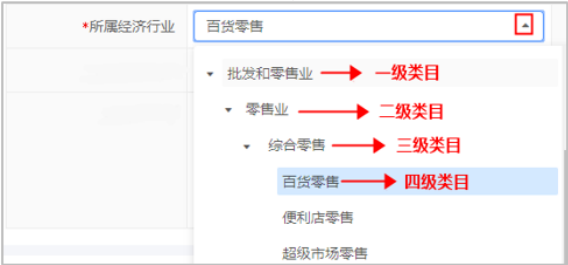 *所属经济行业 百货零售
批发和零售业 一级类目
零售业 二级类目
综合零售 三级类目
百货零售 四级类目
便利店零售
超级市场零售